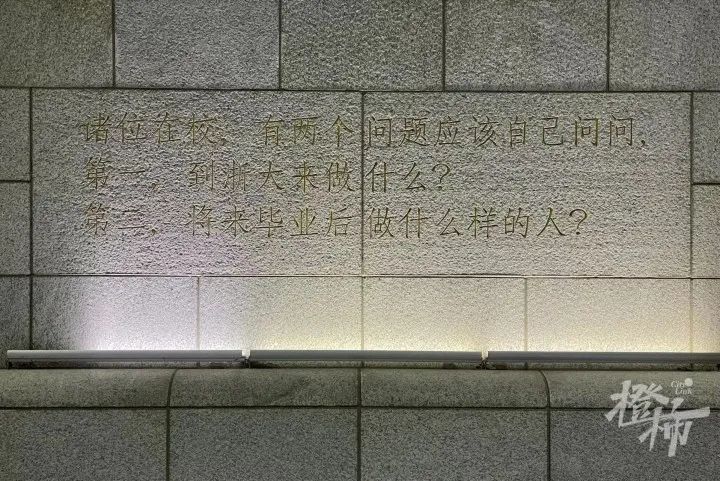 诸位在校，有两个问题应该自己问问，
第一，到浙大来做什么？
第二，将来毕业后做什么样的人？
City Link
橙柿